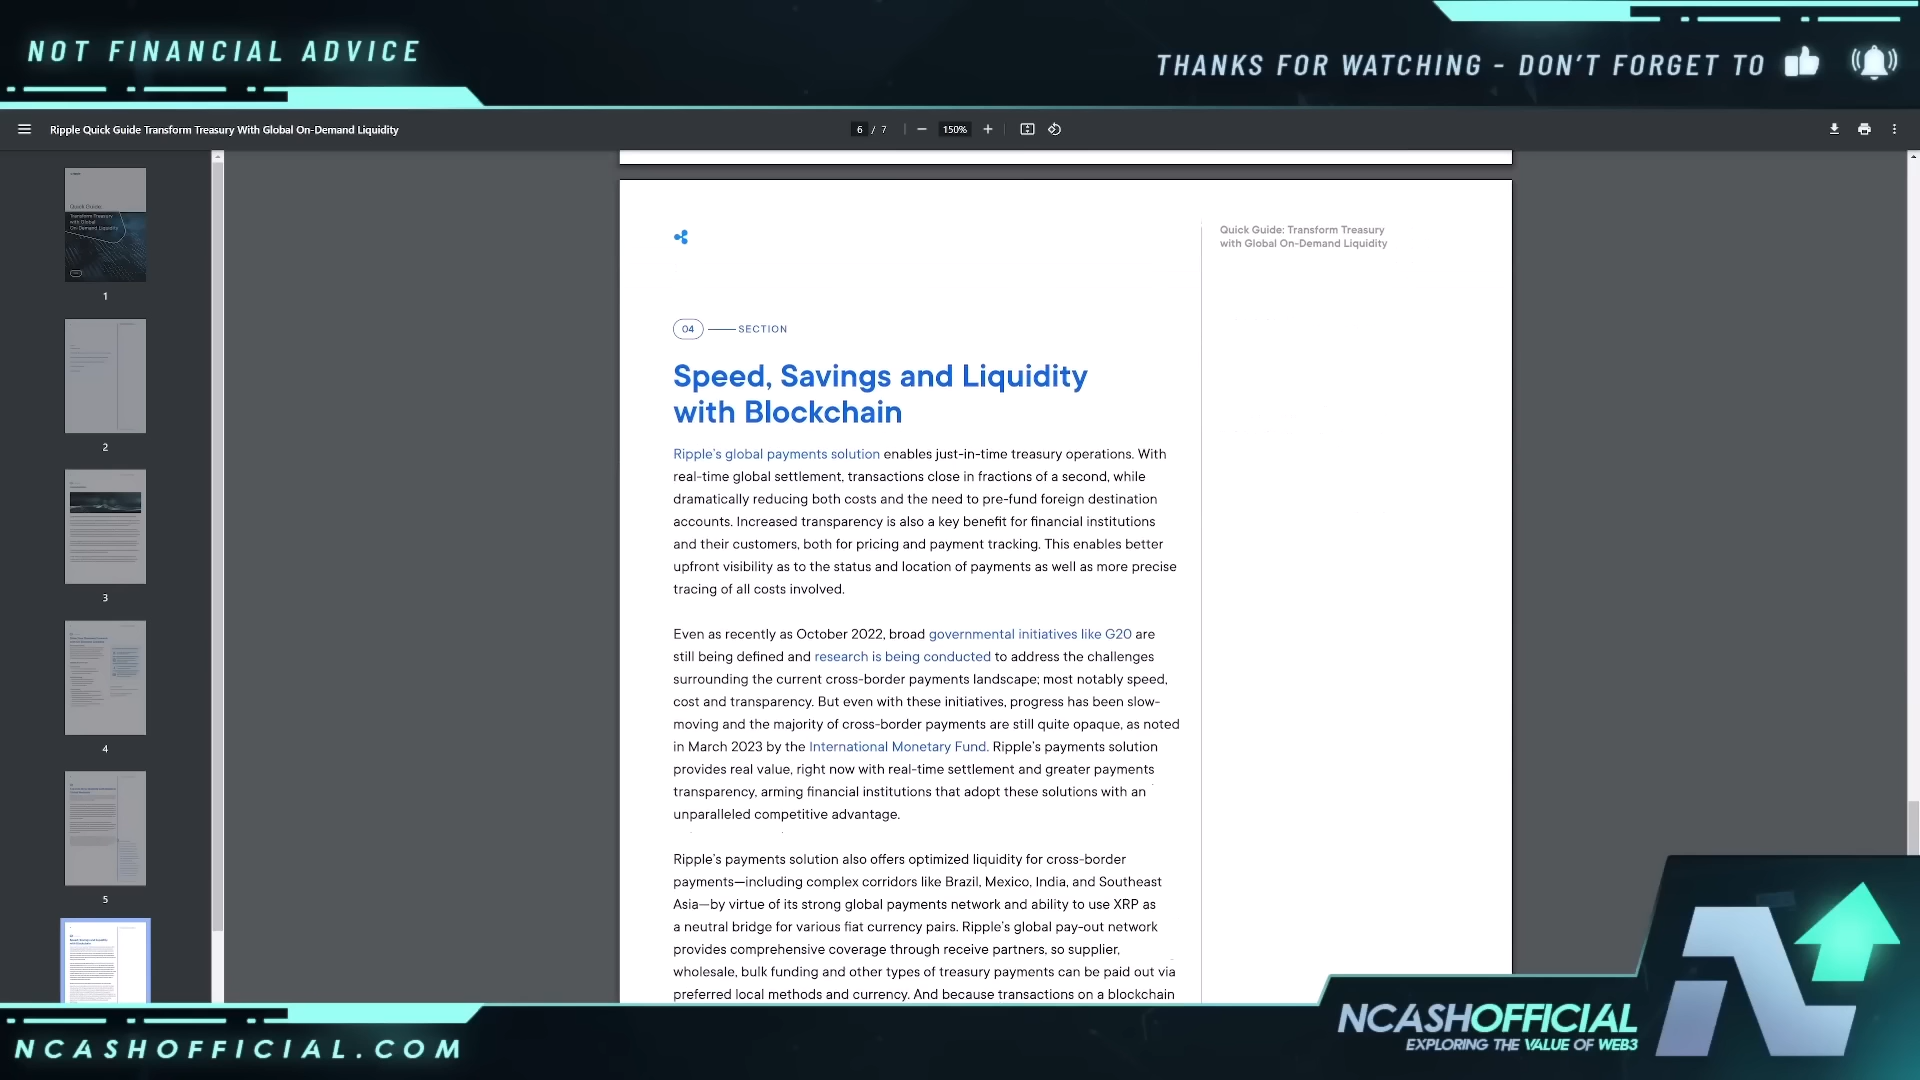 NOT FINANCIAL ADVICE
THANKS FOR WATCHING - DON'T FORGET TO
Ripple Quick Guide Transform Treasury With Global On-Demand Liquidity
6 / 7
150%
Quick Guide:
Transform Treasury
with Global
On-Demand Liquidity
1
2
3
4
5
Quick Guide: Transform Treasury
with Global On-Demand Liquidity
04 SECTION
Speed, Savings and Liquidity
with Blockchain
Ripple's global payments solution enables just-in-time treasury operations. With
real-time global settlement, transactions close in fractions of a second, while
dramatically reducing both costs and the need to pre-fund foreign destination
accounts. Increased transparency is also a key benefit for financial institutions
and their customers, both for pricing and payment tracking. This enables better
upfront visibility as to the status and location of payments as well as more precise
tracing of all costs involved.
Even as recently as October 2022, broad governmental initiatives like G20 are
still being defined and research is being conducted to address the challenges
surrounding the current cross-border payments landscape; most notably speed,
cost and transparency. But even with these initiatives, progress has been slow-
moving and the majority of cross-border payments are still quite opaque, as noted
in March 2023 by the International Monetary Fund. Ripple's payments solution
provides real value, right now with real-time settlement and greater payments
transparency, arming financial institutions that adopt these solutions with an
unparalleled competitive advantage.
Ripple's payments solution also offers optimized liquidity for cross-border
payments—including complex corridors like Brazil, Mexico, India, and Southeast
Asia—by virtue of its strong global payments network and ability to use XRP as
a neutral bridge for various fiat currency pairs. Ripple's global pay-out network
provides comprehensive coverage through receive partners, so supplier,
wholesale, bulk funding and other types of treasury payments can be paid out via
preferred local methods and currency. And because transactions on a blockchain
NCASHOFFICIAL.COM
NCASHOFFICIAL
EXPLORING THE VALUE OF WEB3